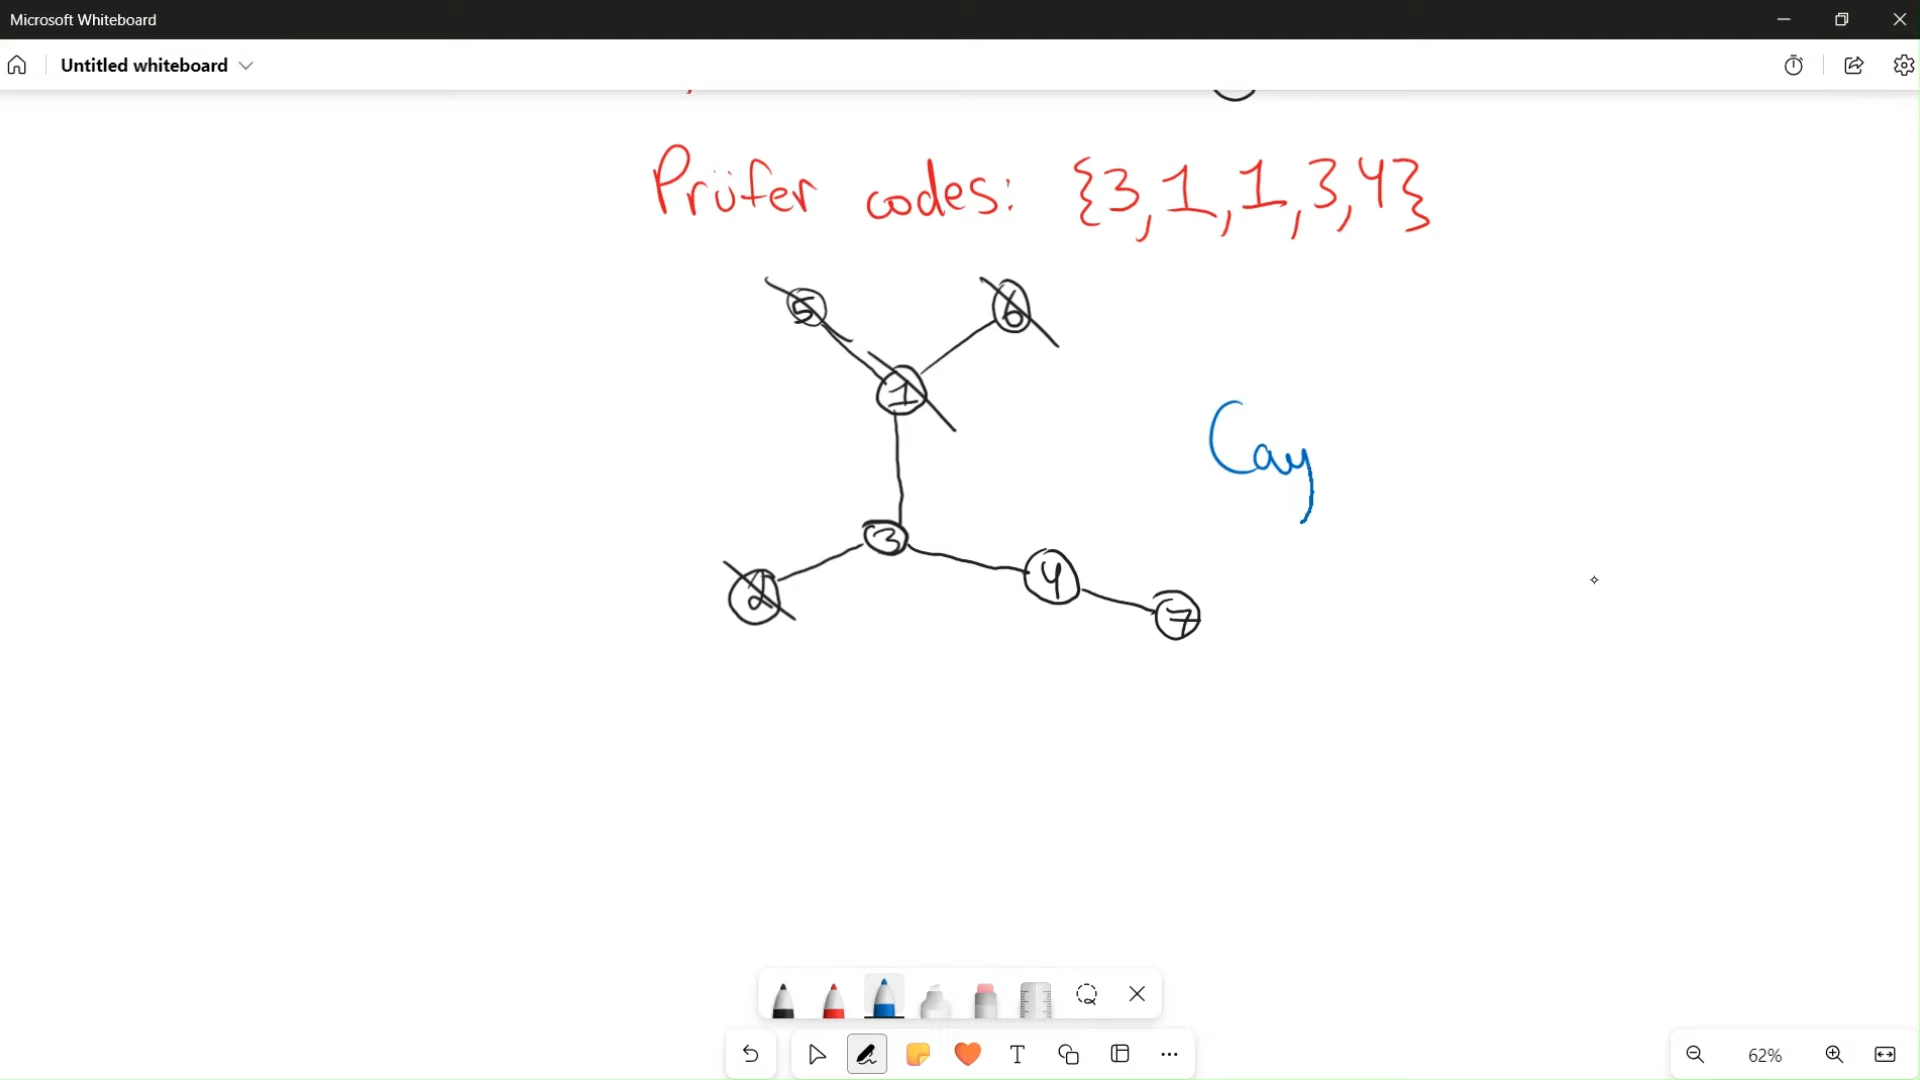 Microsoft Whiteboard
Untitled whiteboard
Prüfer codes: {3,1,1,3,4}
5 6
1
3
2 4
7
Cay
62%